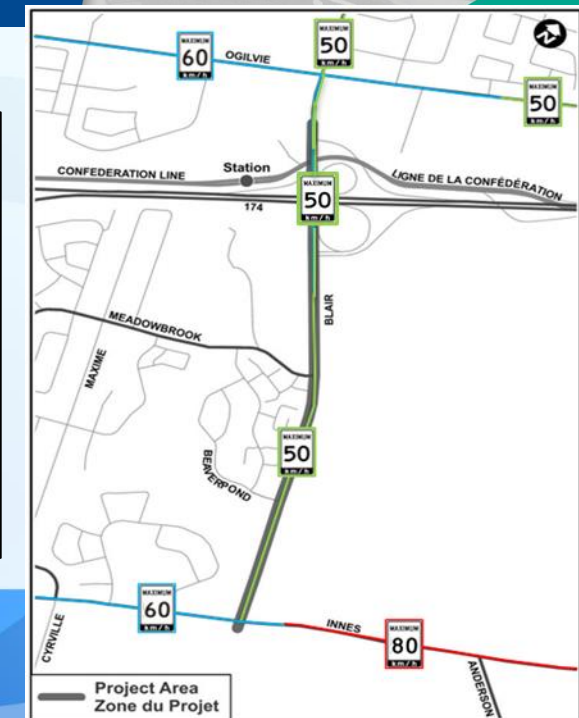 MAXIMUM
50
km/h
MAXIMUM
60
km/h
OGILVIE
MAXIMUM
50
km/h
CONFEDERATION LINE
Station
LIGNE DE LA CONFÉDÉRATION
MAXIMUM
50
km/h
174
BLAIR
MEADOWBROOK
MAXIME
MAXIMUM
50
km/h
BEAVERPOND
MAXIMUM
60
km/h
INNES
MAXIMUM
80
km/h
CYRVILLE
ANDERSON
Project Area
Zone du Projet